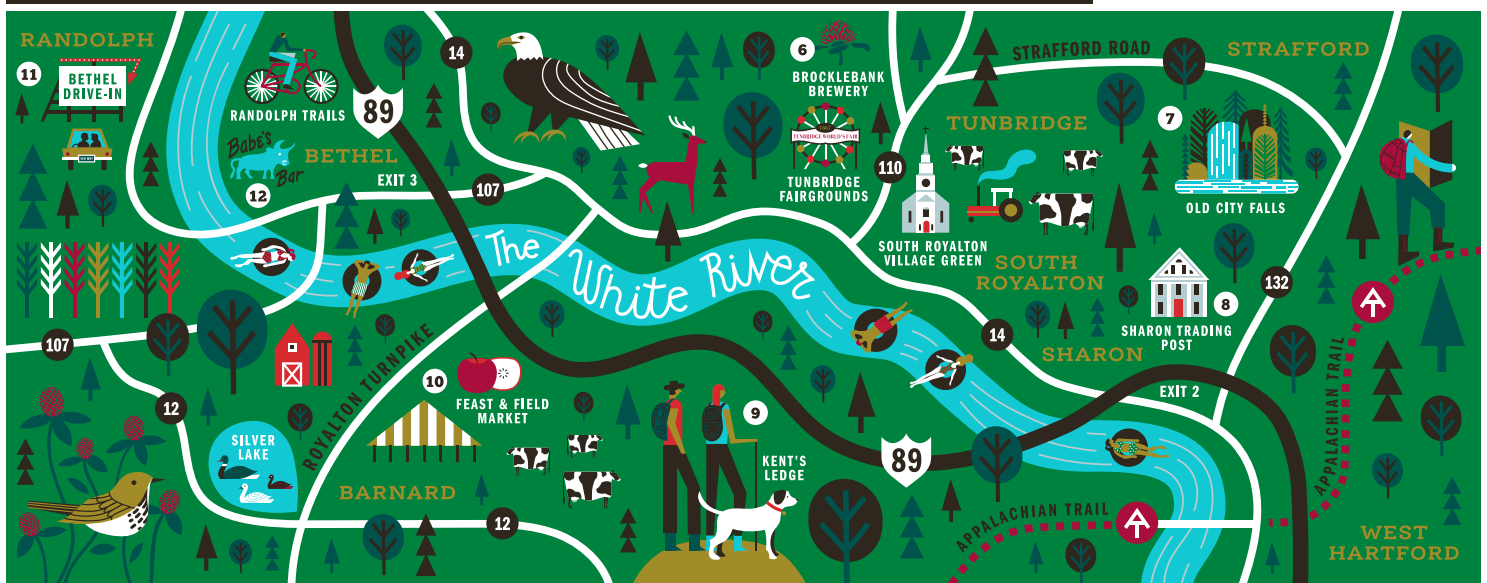 RANDOLPH
11
BETHEL
DRIVE-IN
RANDOLPH TRAILS
89
14
Babe's
Bar
12
BETHEL
EXIT 3
107
6
BROCKLEBANK
BREWERY
1867
TUNBRIDGE WORLD'S FAIR
TUNBRIDGE
FAIRGROUNDS
110
SOUTH ROYALTON
VILLAGE GREEN
STRAFFORD ROAD
STRAFFORD
TUNBRIDGE
7
OLD CITY FALLS
SOUTH
ROYALTON
8
SHARON TRADING
POST
132
The
White River
14
SHARON
EXIT 2
107
12
SILVER
LAKE
ROYALTON TURNPIKE
10
FEAST & FIELD
MARKET
BARNARD
12
9
KENT'S
LEDGE
89
APPALACHIAN TRAIL
APPALACHIAN TRAIL
WEST
HARTFORD